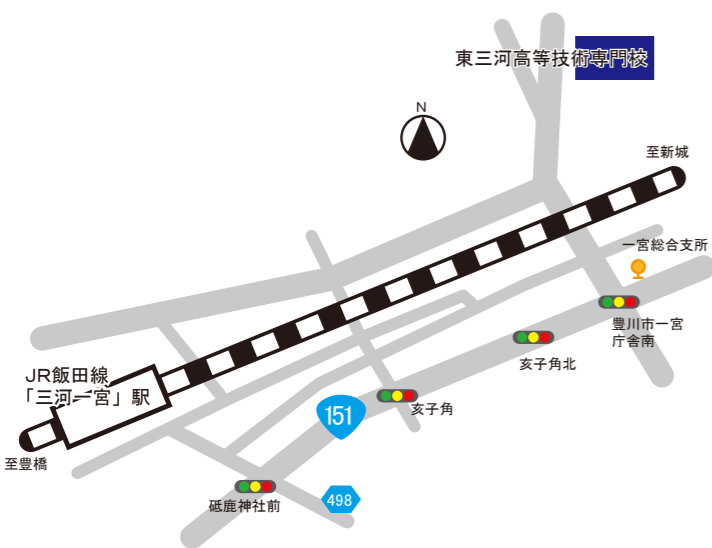 東三河高等技術専門校
N
至新城
一宮総合支所
豊川市一宮
庁舎南
亥子角北
JR飯田線
「三河一宮」駅
亥子角
151
至豊橋
498
砥鹿神社前